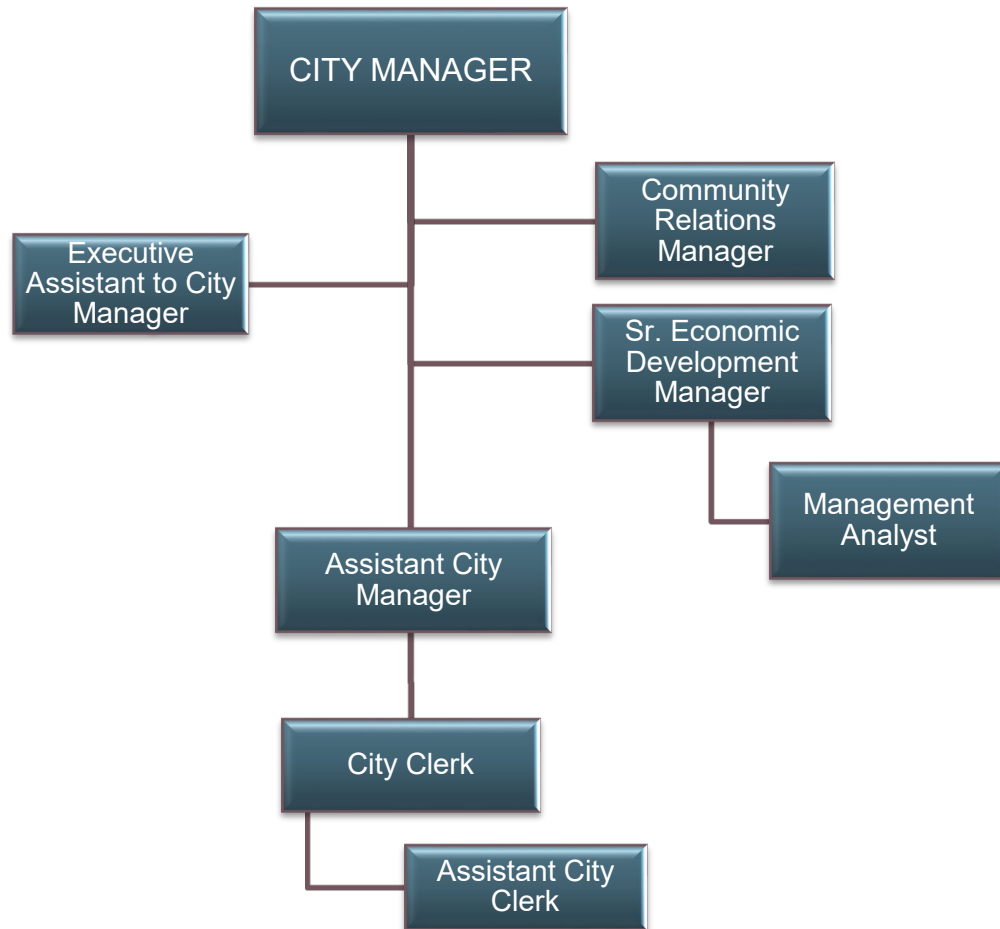 CITY MANAGER
Community
Relations
Manager
Executive
Assistant to City
Manager
Sr. Economic
Development
Manager
Management
Analyst
Assistant City
Manager
City Clerk
Assistant City
Clerk